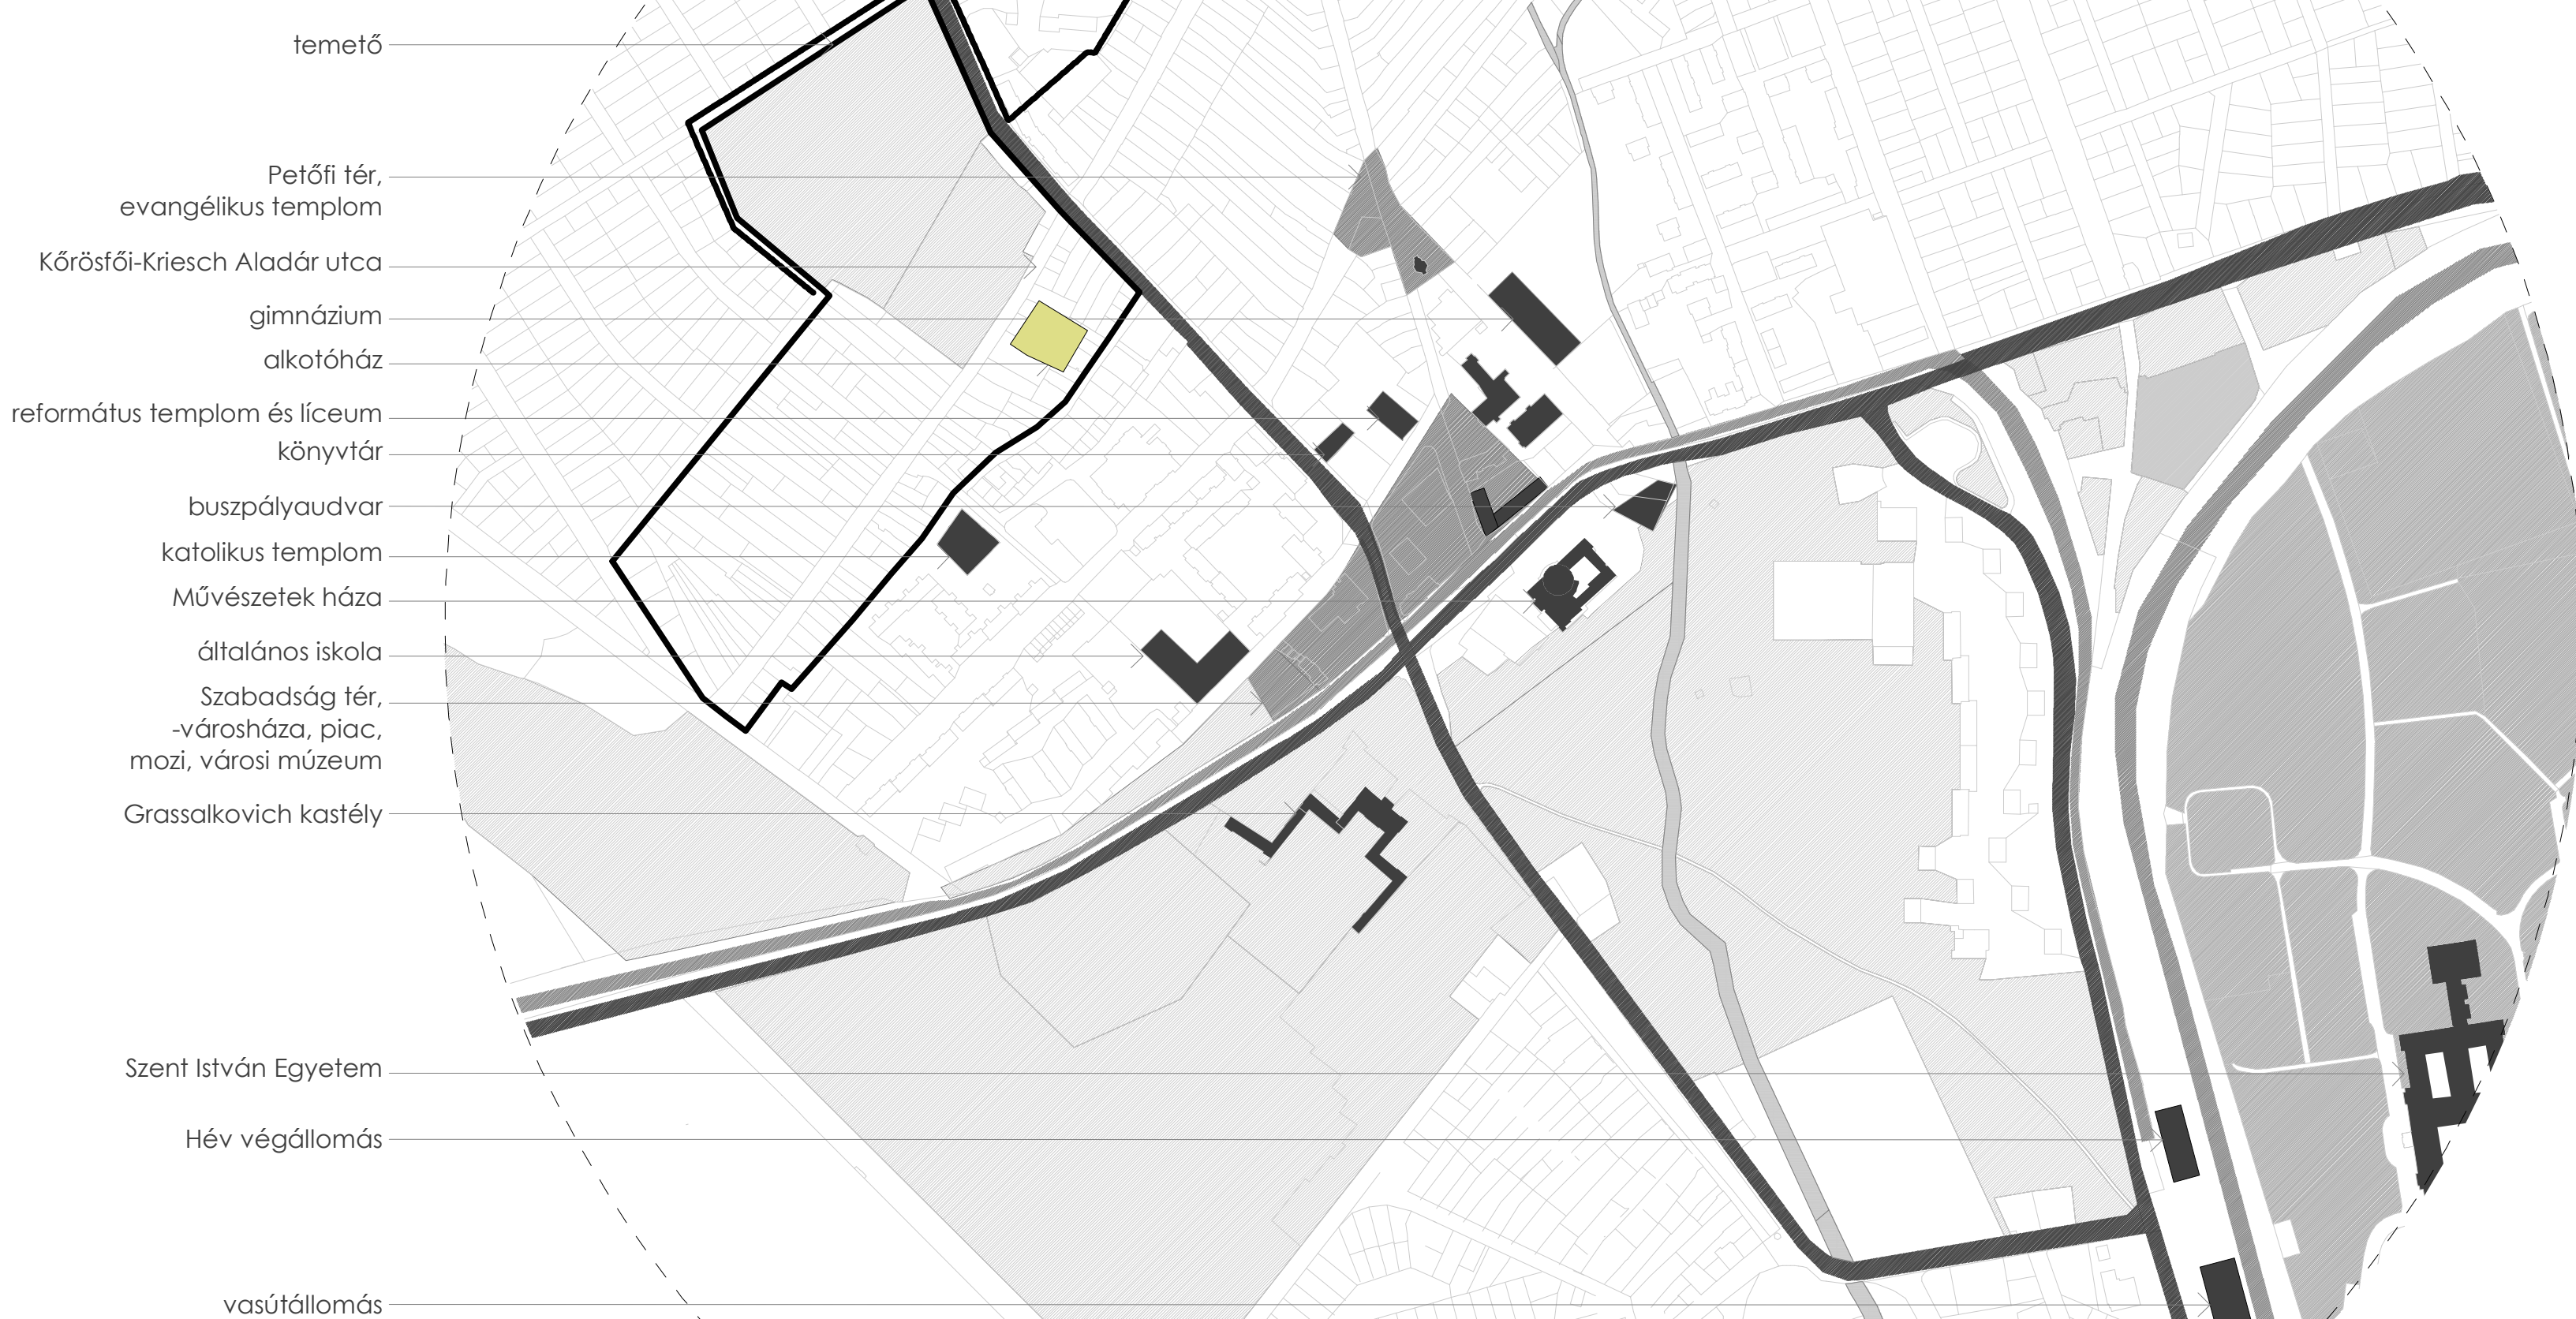 temető
Petőfi tér,
evangélikus templom
Kőrösfői-Kriesch Aladár utca
gimnázium
alkotóház
református templom és líceum
könyvtár
buszpályaudvar
katolikus templom
Művészetek háza
általános iskola
Szabadság tér,
-városháza, piac,
mozi, városi múzeum
Grassalkovich kastély
Szent István Egyetem
Hév végállomás
vasútállomás